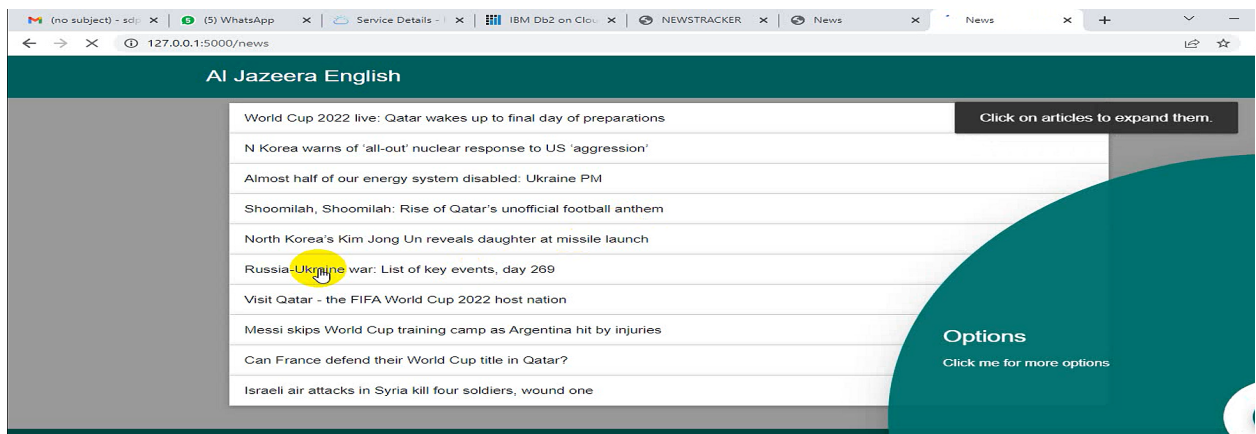 (no subject) - sdp
5 (5) WhatsApp
Service Details -
IBM Db2 on Clou
NEWSTRACKER
News
News
127.0.0.1:5000/news
Al Jazeera English
World Cup 2022 live: Qatar wakes up to final day of preparations
Click on articles to expand them.
N Korea warns of ‘all-out’ nuclear response to US ‘aggression’
Almost half of our energy system disabled: Ukraine PM
Shoomilah, Shoomilah: Rise of Qatar’s unofficial football anthem
North Korea’s Kim Jong Un reveals daughter at missile launch
Russia-Ukraine war: List of key events, day 269
Visit Qatar - the FIFA World Cup 2022 host nation
Messi skips World Cup training camp as Argentina hit by injuries
Can France defend their World Cup title in Qatar?
Israeli air attacks in Syria kill four soldiers, wound one
Options
Click me for more options